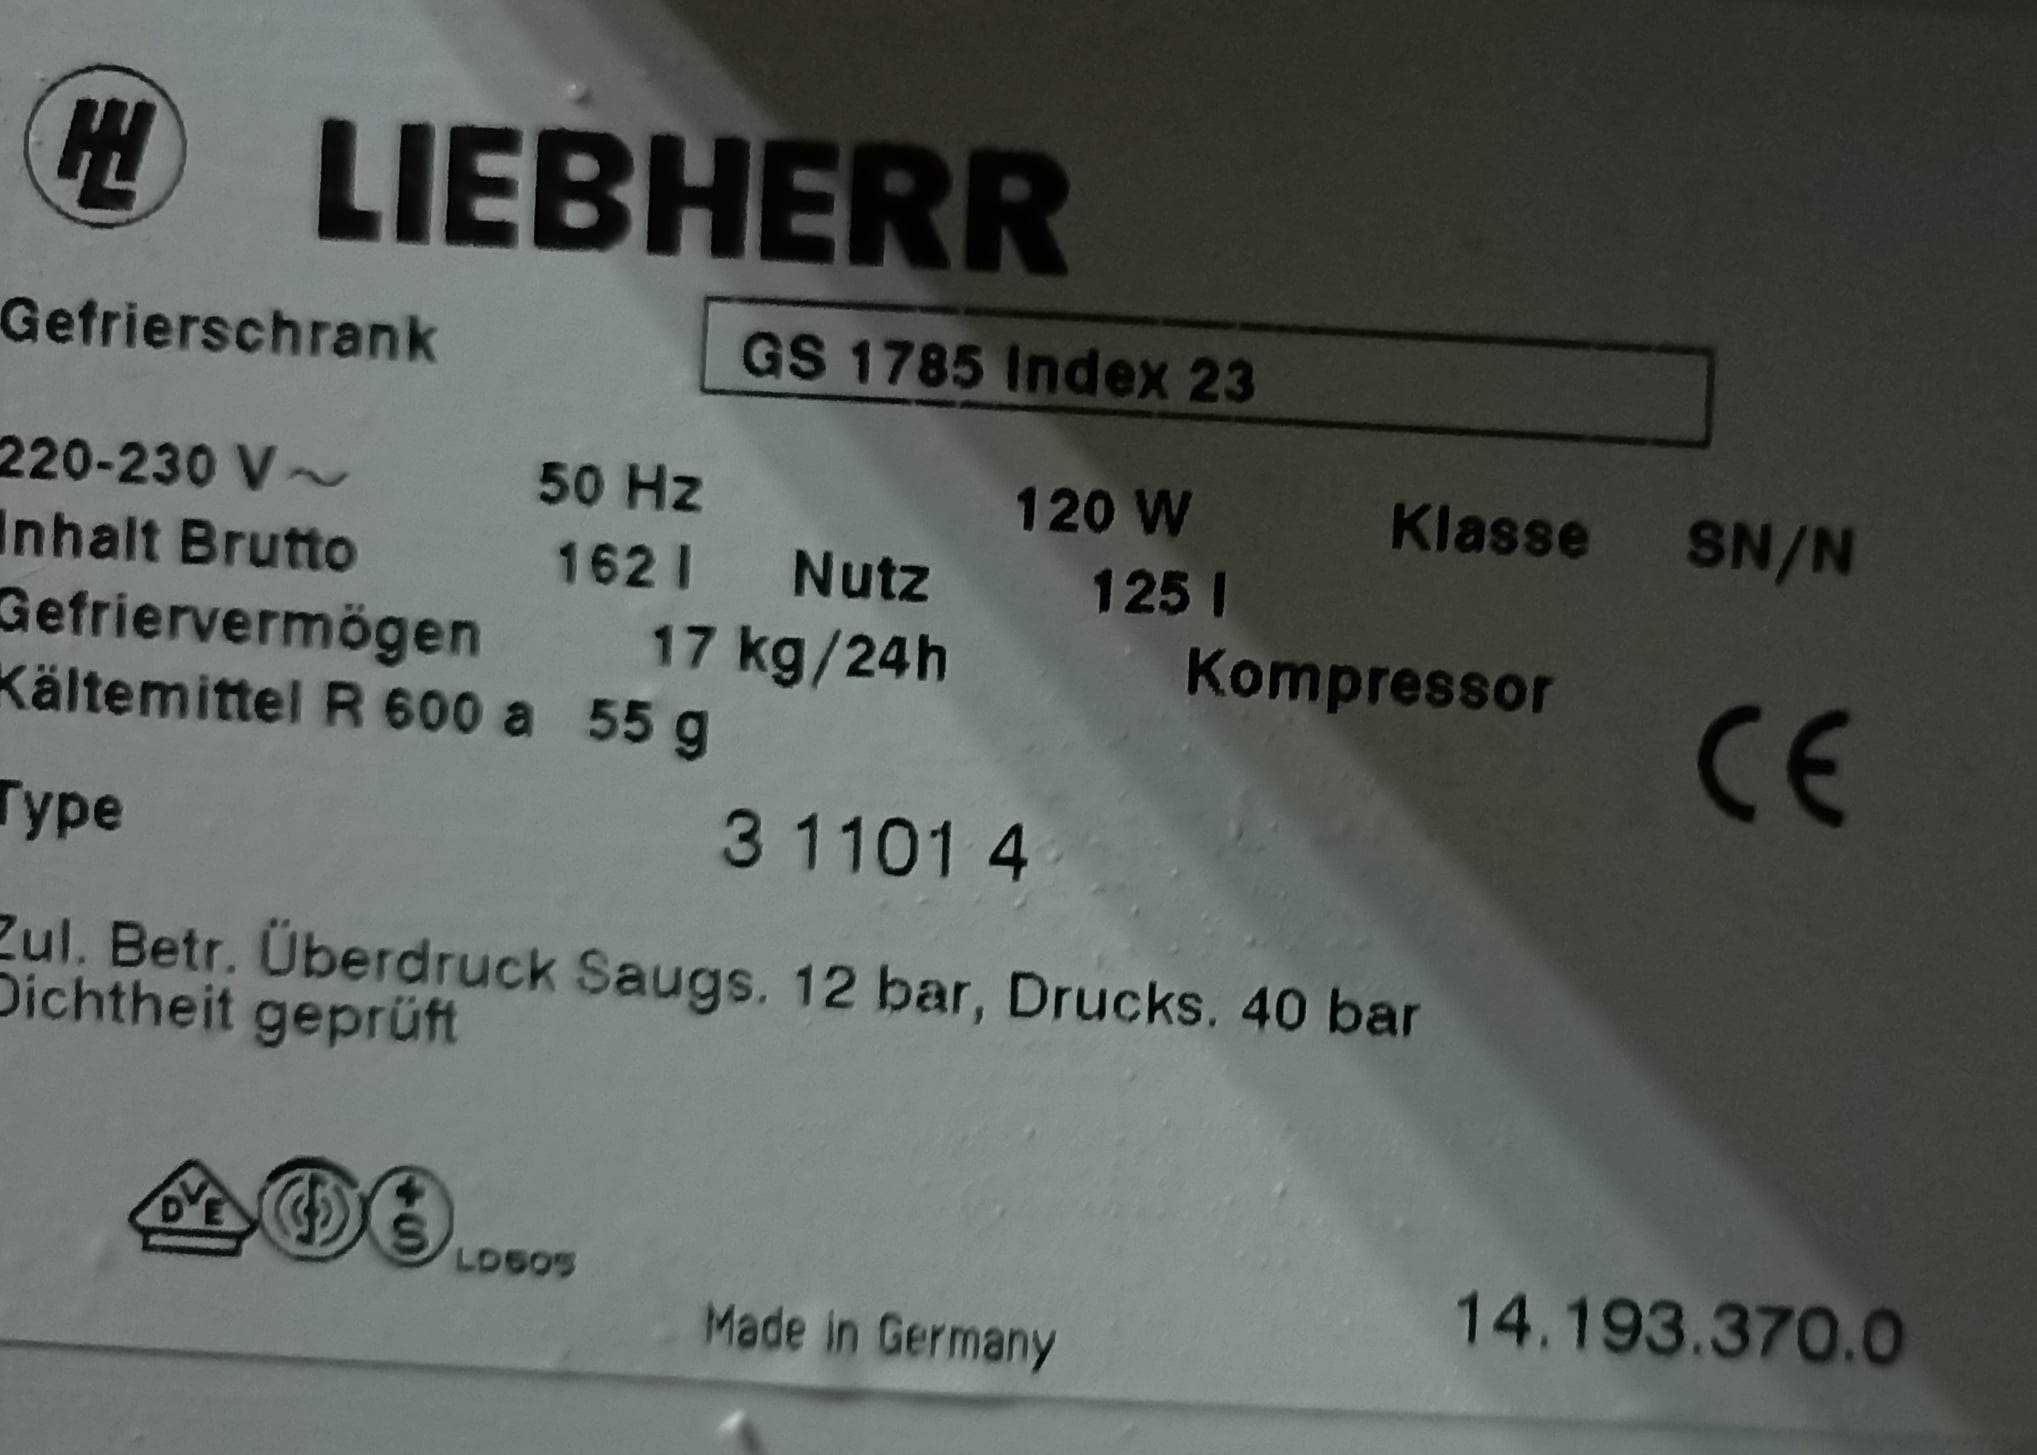 LIEBHERR
Gefrierschrank GS 1785 Index 23
220-230 V~ 50 Hz 120 W Klasse SN/N
Inhalt Brutto 162 l Nutz 125 l
Gefriervermögen 17 kg/24h Kompressor
Kältemittel R 600 a 55 g
CE
Type 3 1101 4
Zul. Betr. Überdruck Saugs. 12 bar, Drucks. 40 bar
Dichtheit geprüft
DVE +S LD605
Made in Germany 14.193.370.0